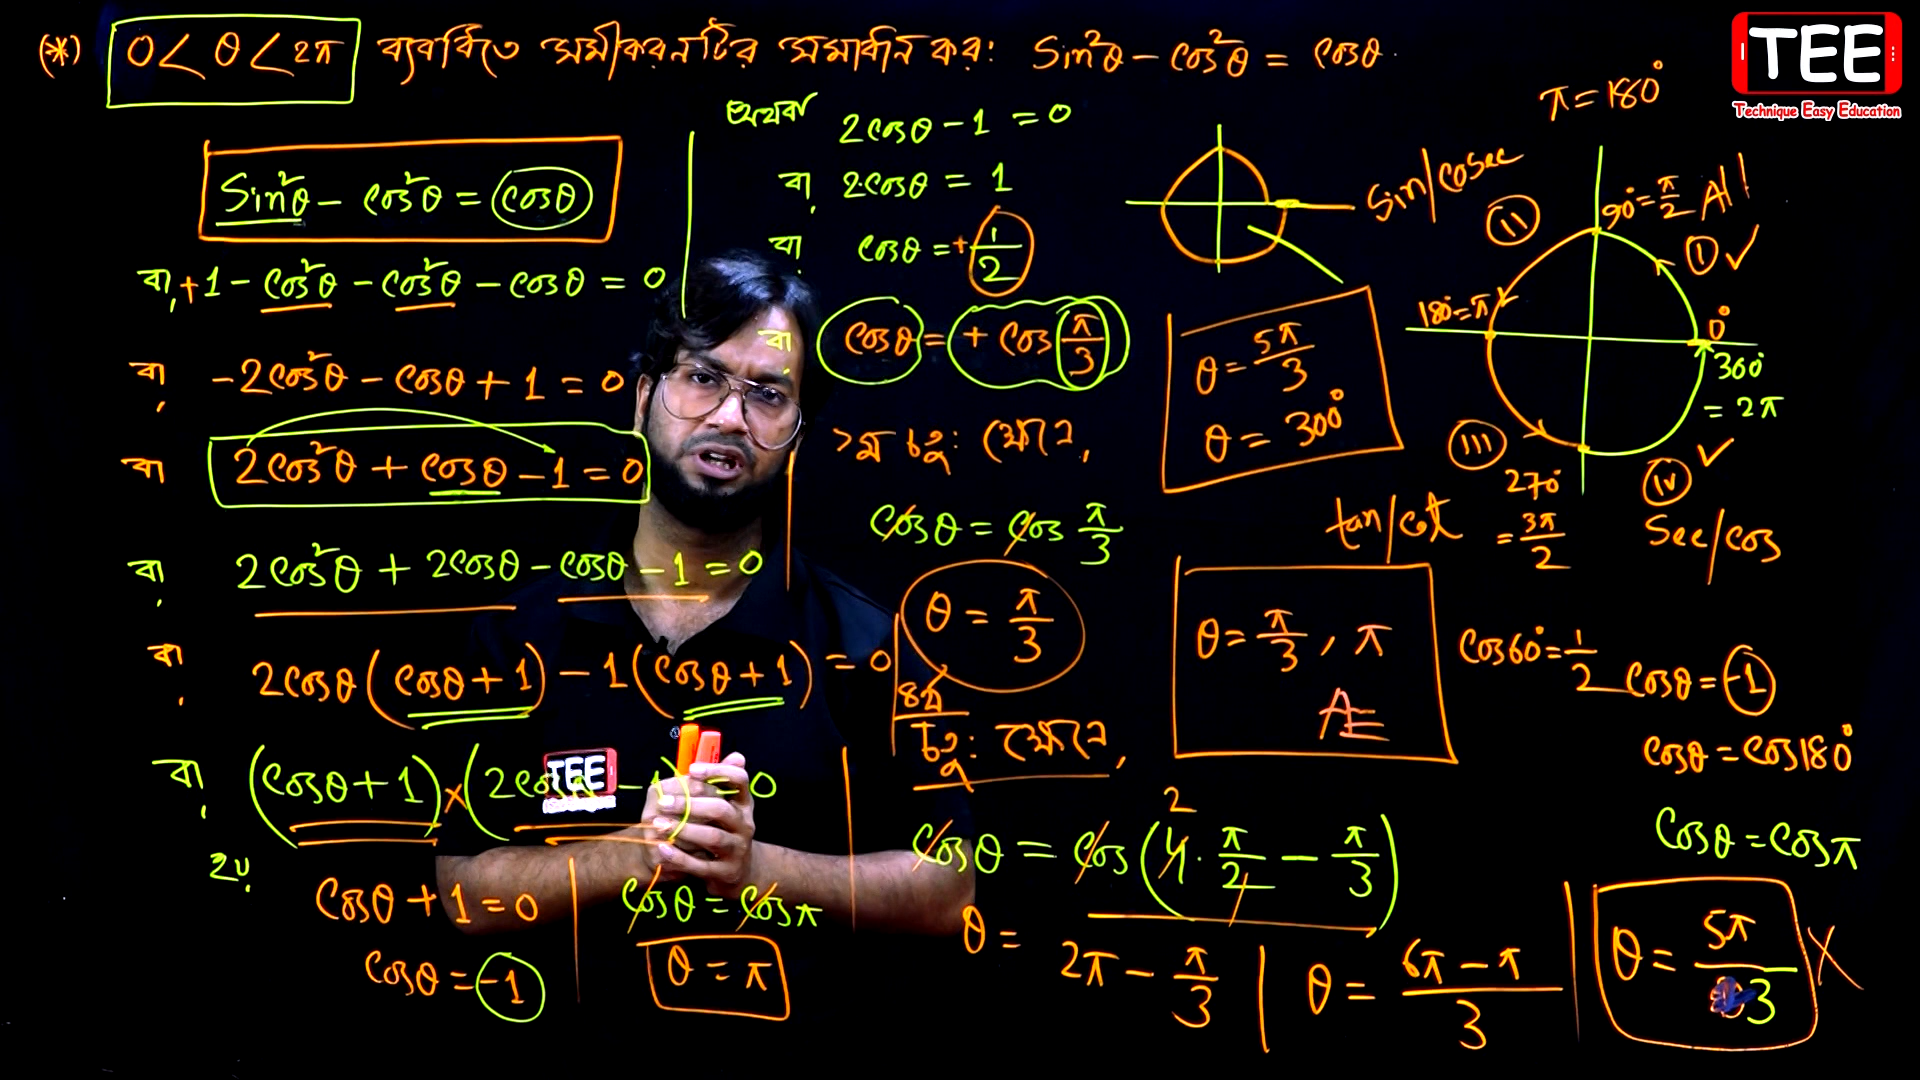 (*) 0 < θ < 2π ব্যবধিতে সমীকরনটির সমাধান কর: Sin²θ - cos²θ = cosθ
TEE
Technique Easy Education
Sin²θ - cos²θ = cosθ
বা, +1 - cos²θ - cos²θ - cosθ = 0
বা, -2cos²θ - cosθ + 1 = 0
বা 2cos²θ + cosθ - 1 = 0
বা, 2cos²θ + 2cosθ - cosθ - 1 = 0
বা, 2cosθ (cosθ + 1) - 1 (cosθ + 1) = 0
বা, (cosθ + 1) × (2cosθ - 1) = 0
TEE
হয়,
cosθ + 1 = 0
cosθ = -1
cosθ = cosπ
θ = π
অথবা 2cosθ - 1 = 0
বা, 2cosθ = 1
বা, cosθ = + 1/2
বা, cosθ = + cos π/3
১ম চতু: ক্ষেত্রে,
cosθ = cos π/3
θ = π/3
৪র্থ চতু: ক্ষেত্রে,
cosθ = cos (4 · π/2 - π/3)
2
θ = 2π - π/3
θ = 6π - π / 3
θ = 5π/3 ×
Sin/cosec
θ = 5π/3
θ = 300°
θ = π/3 , π
π = 180°
90° = π/2 All
(i) ✓
(ii)
180° = π
0°
360
= 2π
(iii)
270°
= 3π/2
(iv) ✓
tan/cot
Sec/cos
cos60° = 1/2
cosθ = -1
cosθ = cos180°
cosθ = cosπ